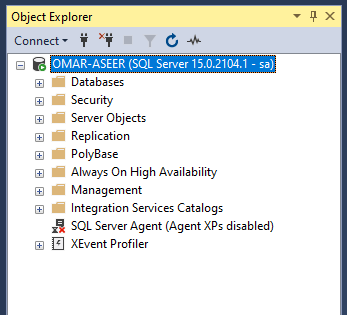 Object Explorer
Connect
OMAR-ASEER (SQL Server 15.0.2104.1 - sa)
Databases
Security
Server Objects
Replication
PolyBase
Always On High Availability
Management
Integration Services Catalogs
SQL Server Agent (Agent XPs disabled)
XEvent Profiler